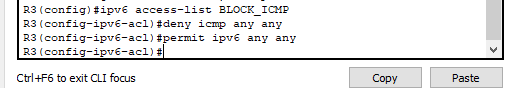 R3(config)#ipv6 access-list BLOCK_ICMP
R3(config-ipv6-acl)#deny icmp any any
R3(config-ipv6-acl)#permit ipv6 any any
R3(config-ipv6-acl)#
Ctrl+F6 to exit CLI focus
Copy
Paste